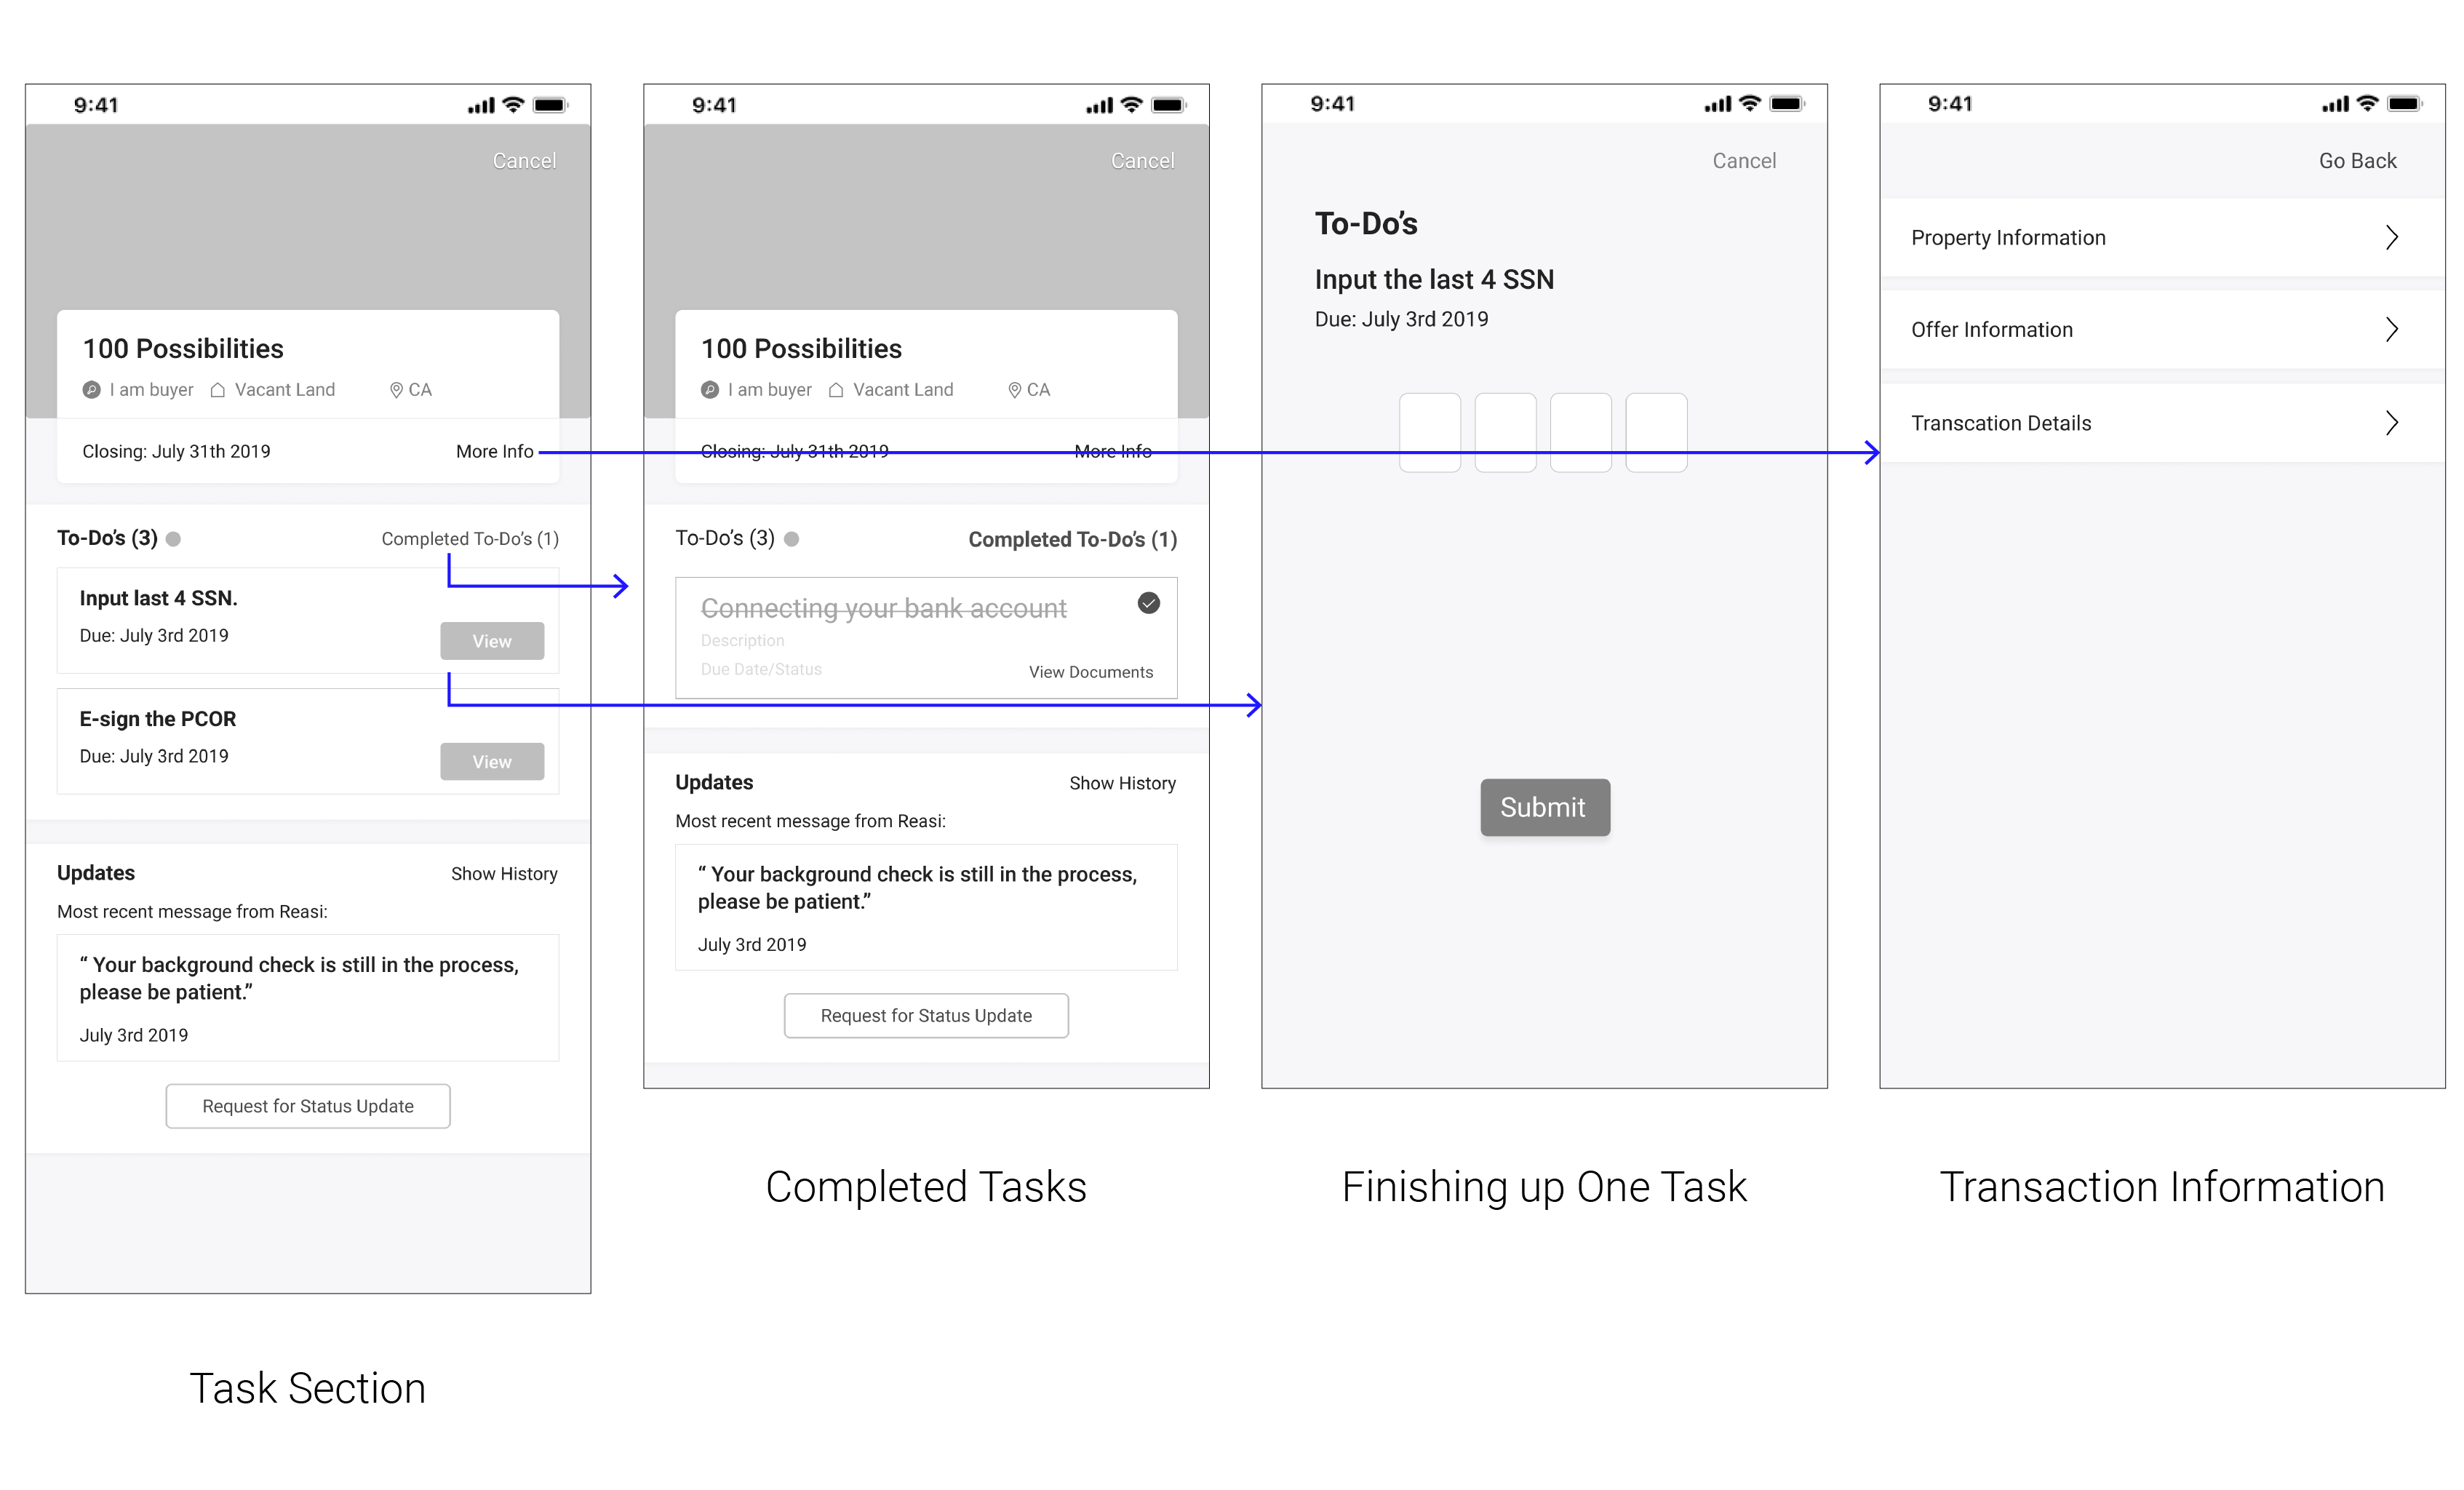 9:41
Cancel
100 Possibilities
I am buyer Vacant Land CA
Closing: July 31th 2019 More Info
To-Do’s (3) Completed To-Do’s (1)
Input last 4 SSN.
Due: July 3rd 2019
View
E-sign the PCOR
Due: July 3rd 2019
View
Updates Show History
Most recent message from Reasi:
“ Your background check is still in the process,
please be patient.”
July 3rd 2019
Request for Status Update
Task Section
9:41
Cancel
100 Possibilities
I am buyer Vacant Land CA
Closing: July 31th 2019 More Info
To-Do’s (3) Completed To-Do’s (1)
Connecting your bank account
Description
Due Date/Status
View Documents
Updates Show History
Most recent message from Reasi:
“ Your background check is still in the process,
please be patient.”
July 3rd 2019
Request for Status Update
Completed Tasks
9:41
Cancel
To-Do’s
Input the last 4 SSN
Due: July 3rd 2019
Submit
Finishing up One Task
9:41
Go Back
Property Information
Offer Information
Transcation Details
Transaction Information